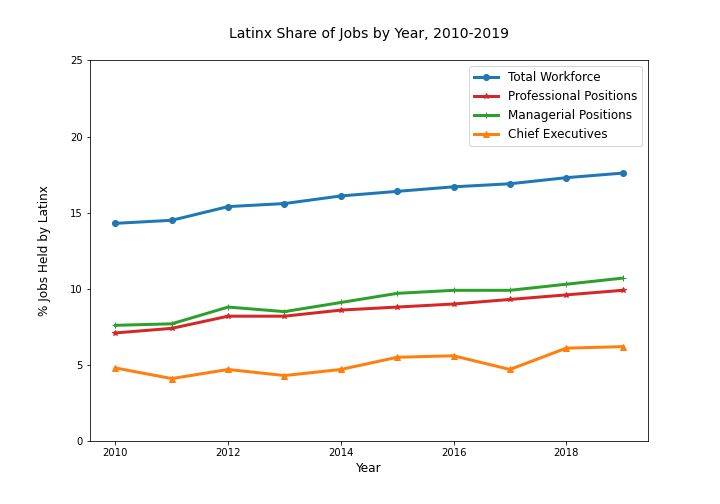 Latinx Share of Jobs by Year, 2010-2019
Total Workforce
Professional Positions
Managerial Positions
Chief Executives
% Jobs Held by Latinx
25
20
15
10
5
0
2010 2012 2014 2016 2018
Year